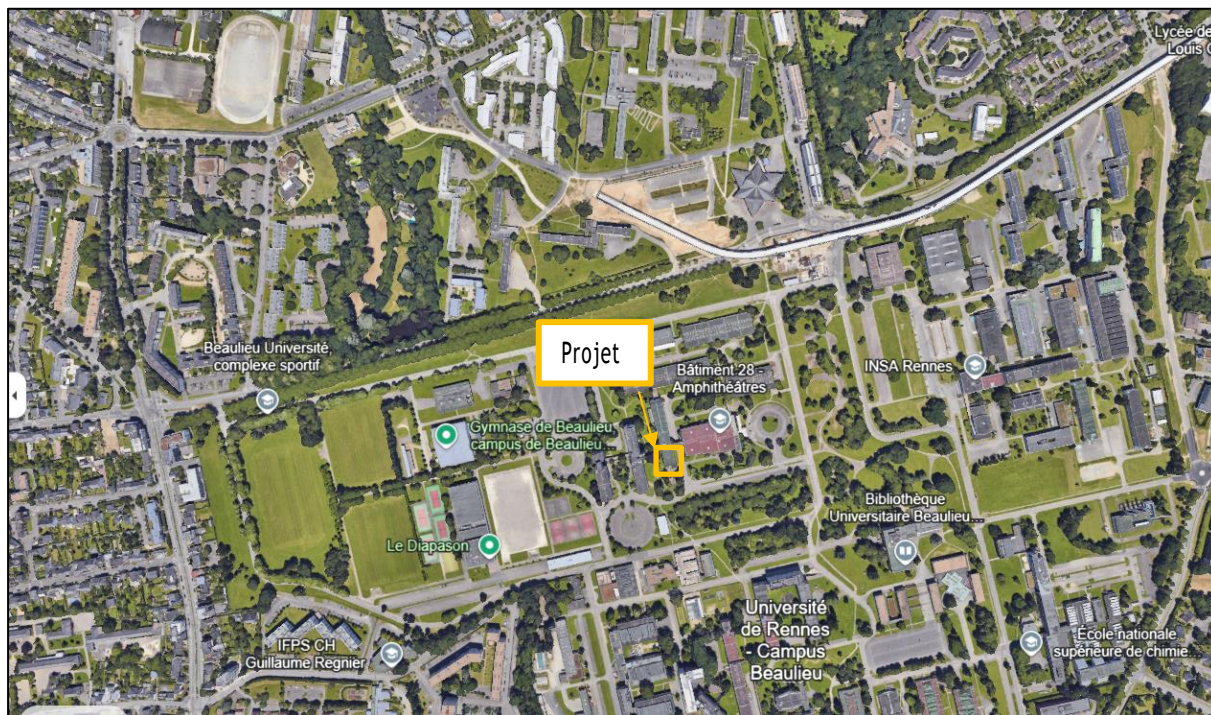 Lycée de
Louis
Projet
Beaulieu Université,
complexe sportif
Bâtiment 28 -
Amphithéâtres
INSA Rennes
Gymnase de Beaulieu,
campus de Beaulieu
Bibliothèque
Universitaire Beaulieu...
Le Diapason
Université
de Rennes
- Campus
Beaulieu
IFPS CH
Guillaume Regnier
École nationale
supérieure de chimie...